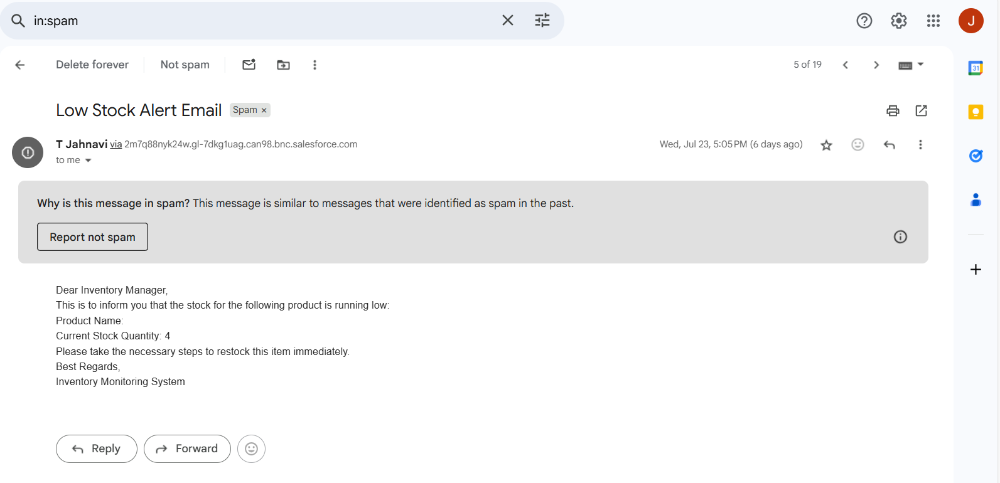 in:spam
J
Delete forever
Not spam
5 of 19
31
Low Stock Alert Email
Spam ×
T Jahnavi via 2m7q88nyk24w.gl-7dkg1uag.can98.bnc.salesforce.com
Wed, Jul 23, 5:05 PM (6 days ago)
to me
Why is this message in spam? This message is similar to messages that were identified as spam in the past.
Report not spam
Dear Inventory Manager,
This is to inform you that the stock for the following product is running low:
Product Name:
Current Stock Quantity: 4
Please take the necessary steps to restock this item immediately.
Best Regards,
Inventory Monitoring System
Reply
Forward